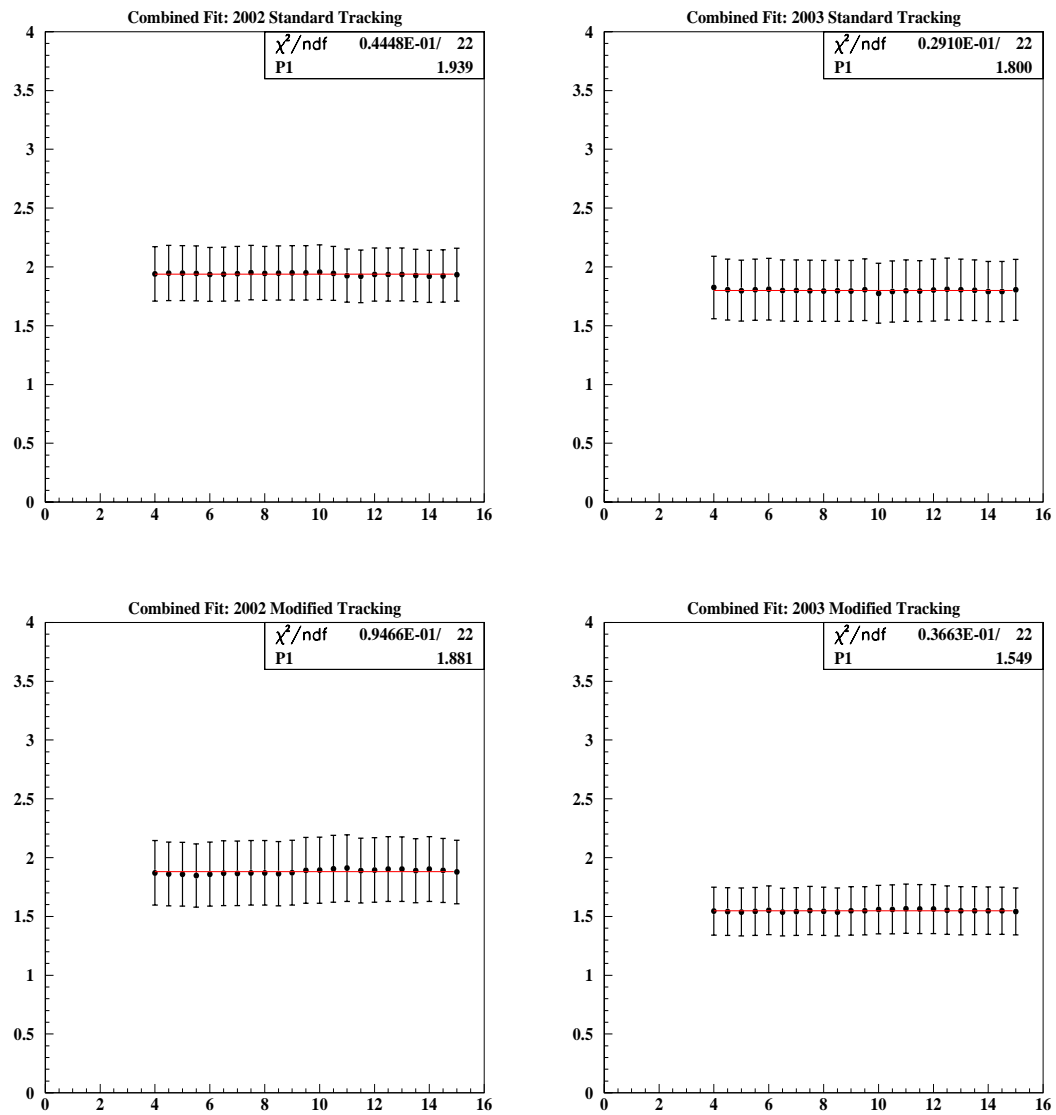 Combined Fit: 2002 Standard Tracking
χ²/ndf 0.4448E-01/ 22
P1 1.939
4
3.5
3
2.5
2
1.5
1
0.5
0
0 2 4 6 8 10 12 14 16
Combined Fit: 2003 Standard Tracking
χ²/ndf 0.2910E-01/ 22
P1 1.800
4
3.5
3
2.5
2
1.5
1
0.5
0
0 2 4 6 8 10 12 14 16
Combined Fit: 2002 Modified Tracking
χ²/ndf 0.9466E-01/ 22
P1 1.881
4
3.5
3
2.5
2
1.5
1
0.5
0
0 2 4 6 8 10 12 14 16
Combined Fit: 2003 Modified Tracking
χ²/ndf 0.3663E-01/ 22
P1 1.549
4
3.5
3
2.5
2
1.5
1
0.5
0
0 2 4 6 8 10 12 14 16